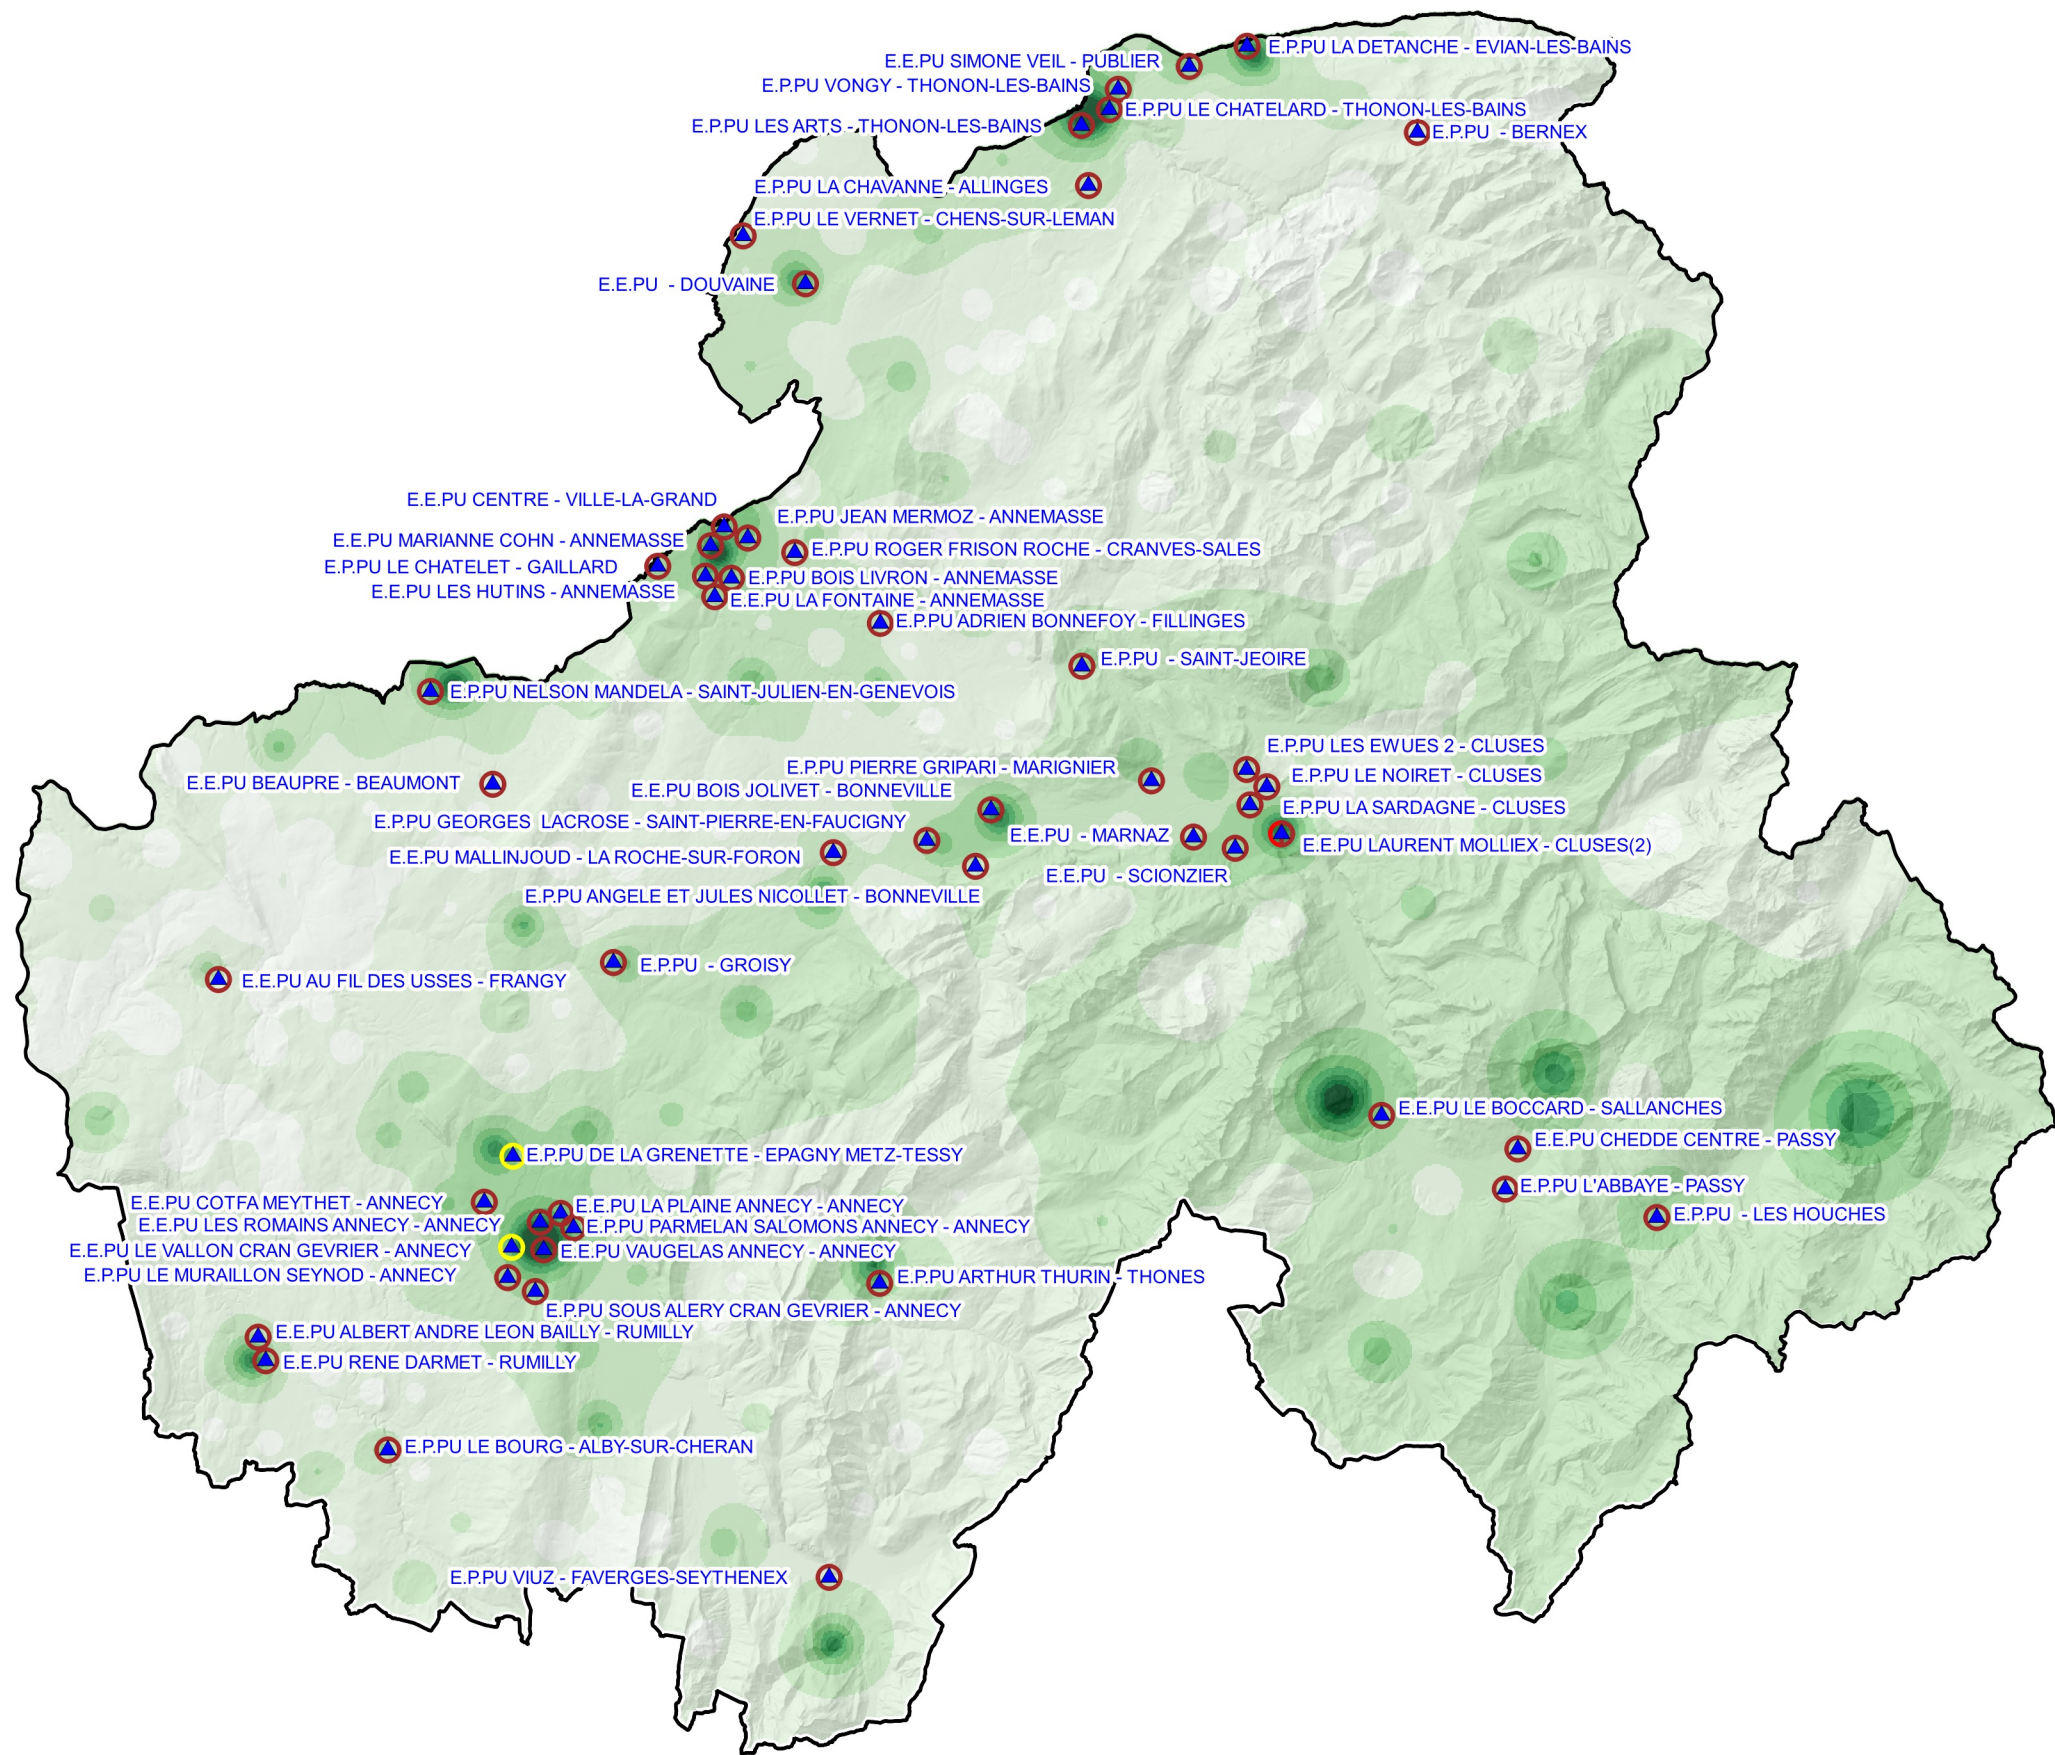 E.P.PU LA DETANCHE - EVIAN-LES-BAINS
E.E.PU SIMONE VEIL - PUBLIER
E.P.PU VONGY - THONON-LES-BAINS
E.P.PU LE CHATELARD - THONON-LES-BAINS
E.P.PU LES ARTS - THONON-LES-BAINS
E.P.PU  - BERNEX
E.P.PU LA CHAVANNE - ALLINGES
E.P.PU LE VERNET - CHENS-SUR-LEMAN
E.E.PU  - DOUVAINE
E.E.PU CENTRE - VILLE-LA-GRAND
E.P.PU JEAN MERMOZ - ANNEMASSE
E.E.PU MARIANNE COHN - ANNEMASSE
E.P.PU ROGER FRISON ROCHE - CRANVES-SALES
E.P.PU LE CHATELET - GAILLARD
E.P.PU BOIS LIVRON - ANNEMASSE
E.E.PU LES HUTINS - ANNEMASSE
E.E.PU LA FONTAINE - ANNEMASSE
E.P.PU ADRIEN BONNEFOY - FILLINGES
E.P.PU  - SAINT-JEOIRE
E.P.PU NELSON MANDELA - SAINT-JULIEN-EN-GENEVOIS
E.P.PU LES EWUES 2 - CLUSES
E.P.PU PIERRE GRIPARI - MARIGNIER
E.P.PU LE NOIRET - CLUSES
E.E.PU BEAUPRE - BEAUMONT
E.E.PU BOIS JOLIVET - BONNEVILLE
E.P.PU LA SARDAGNE - CLUSES
E.P.PU GEORGES  LACROSE - SAINT-PIERRE-EN-FAUCIGNY
E.E.PU  - MARNAZ
E.E.PU LAURENT MOLLIEX - CLUSES(2)
E.E.PU MALLINJOUD - LA ROCHE-SUR-FORON
E.E.PU  - SCIONZIER
E.P.PU ANGELE ET JULES NICOLLET - BONNEVILLE
E.P.PU  - GROISY
E.E.PU AU FIL DES USSES - FRANGY
E.E.PU LE BOCCARD - SALLANCHES
E.E.PU CHEDDE CENTRE - PASSY
E.P.PU DE LA GRENETTE - EPAGNY METZ-TESSY
E.P.PU L'ABBAYE - PASSY
E.E.PU COTFA MEYTHET - ANNECY
E.E.PU LA PLAINE ANNECY - ANNECY
E.P.PU  - LES HOUCHES
E.E.PU LES ROMAINS ANNECY - ANNECY
E.P.PU PARMELAN SALOMONS ANNECY - ANNECY
E.E.PU LE VALLON CRAN GEVRIER - ANNECY
E.E.PU VAUGELAS ANNECY - ANNECY
E.P.PU LE MURAILLON SEYNOD - ANNECY
E.P.PU ARTHUR THURIN - THONES
E.P.PU SOUS ALERY CRAN GEVRIER - ANNECY
E.E.PU ALBERT ANDRE LEON BAILLY - RUMILLY
E.E.PU RENE DARMET - RUMILLY
E.P.PU LE BOURG - ALBY-SUR-CHERAN
E.P.PU VIUZ - FAVERGES-SEYTHENEX